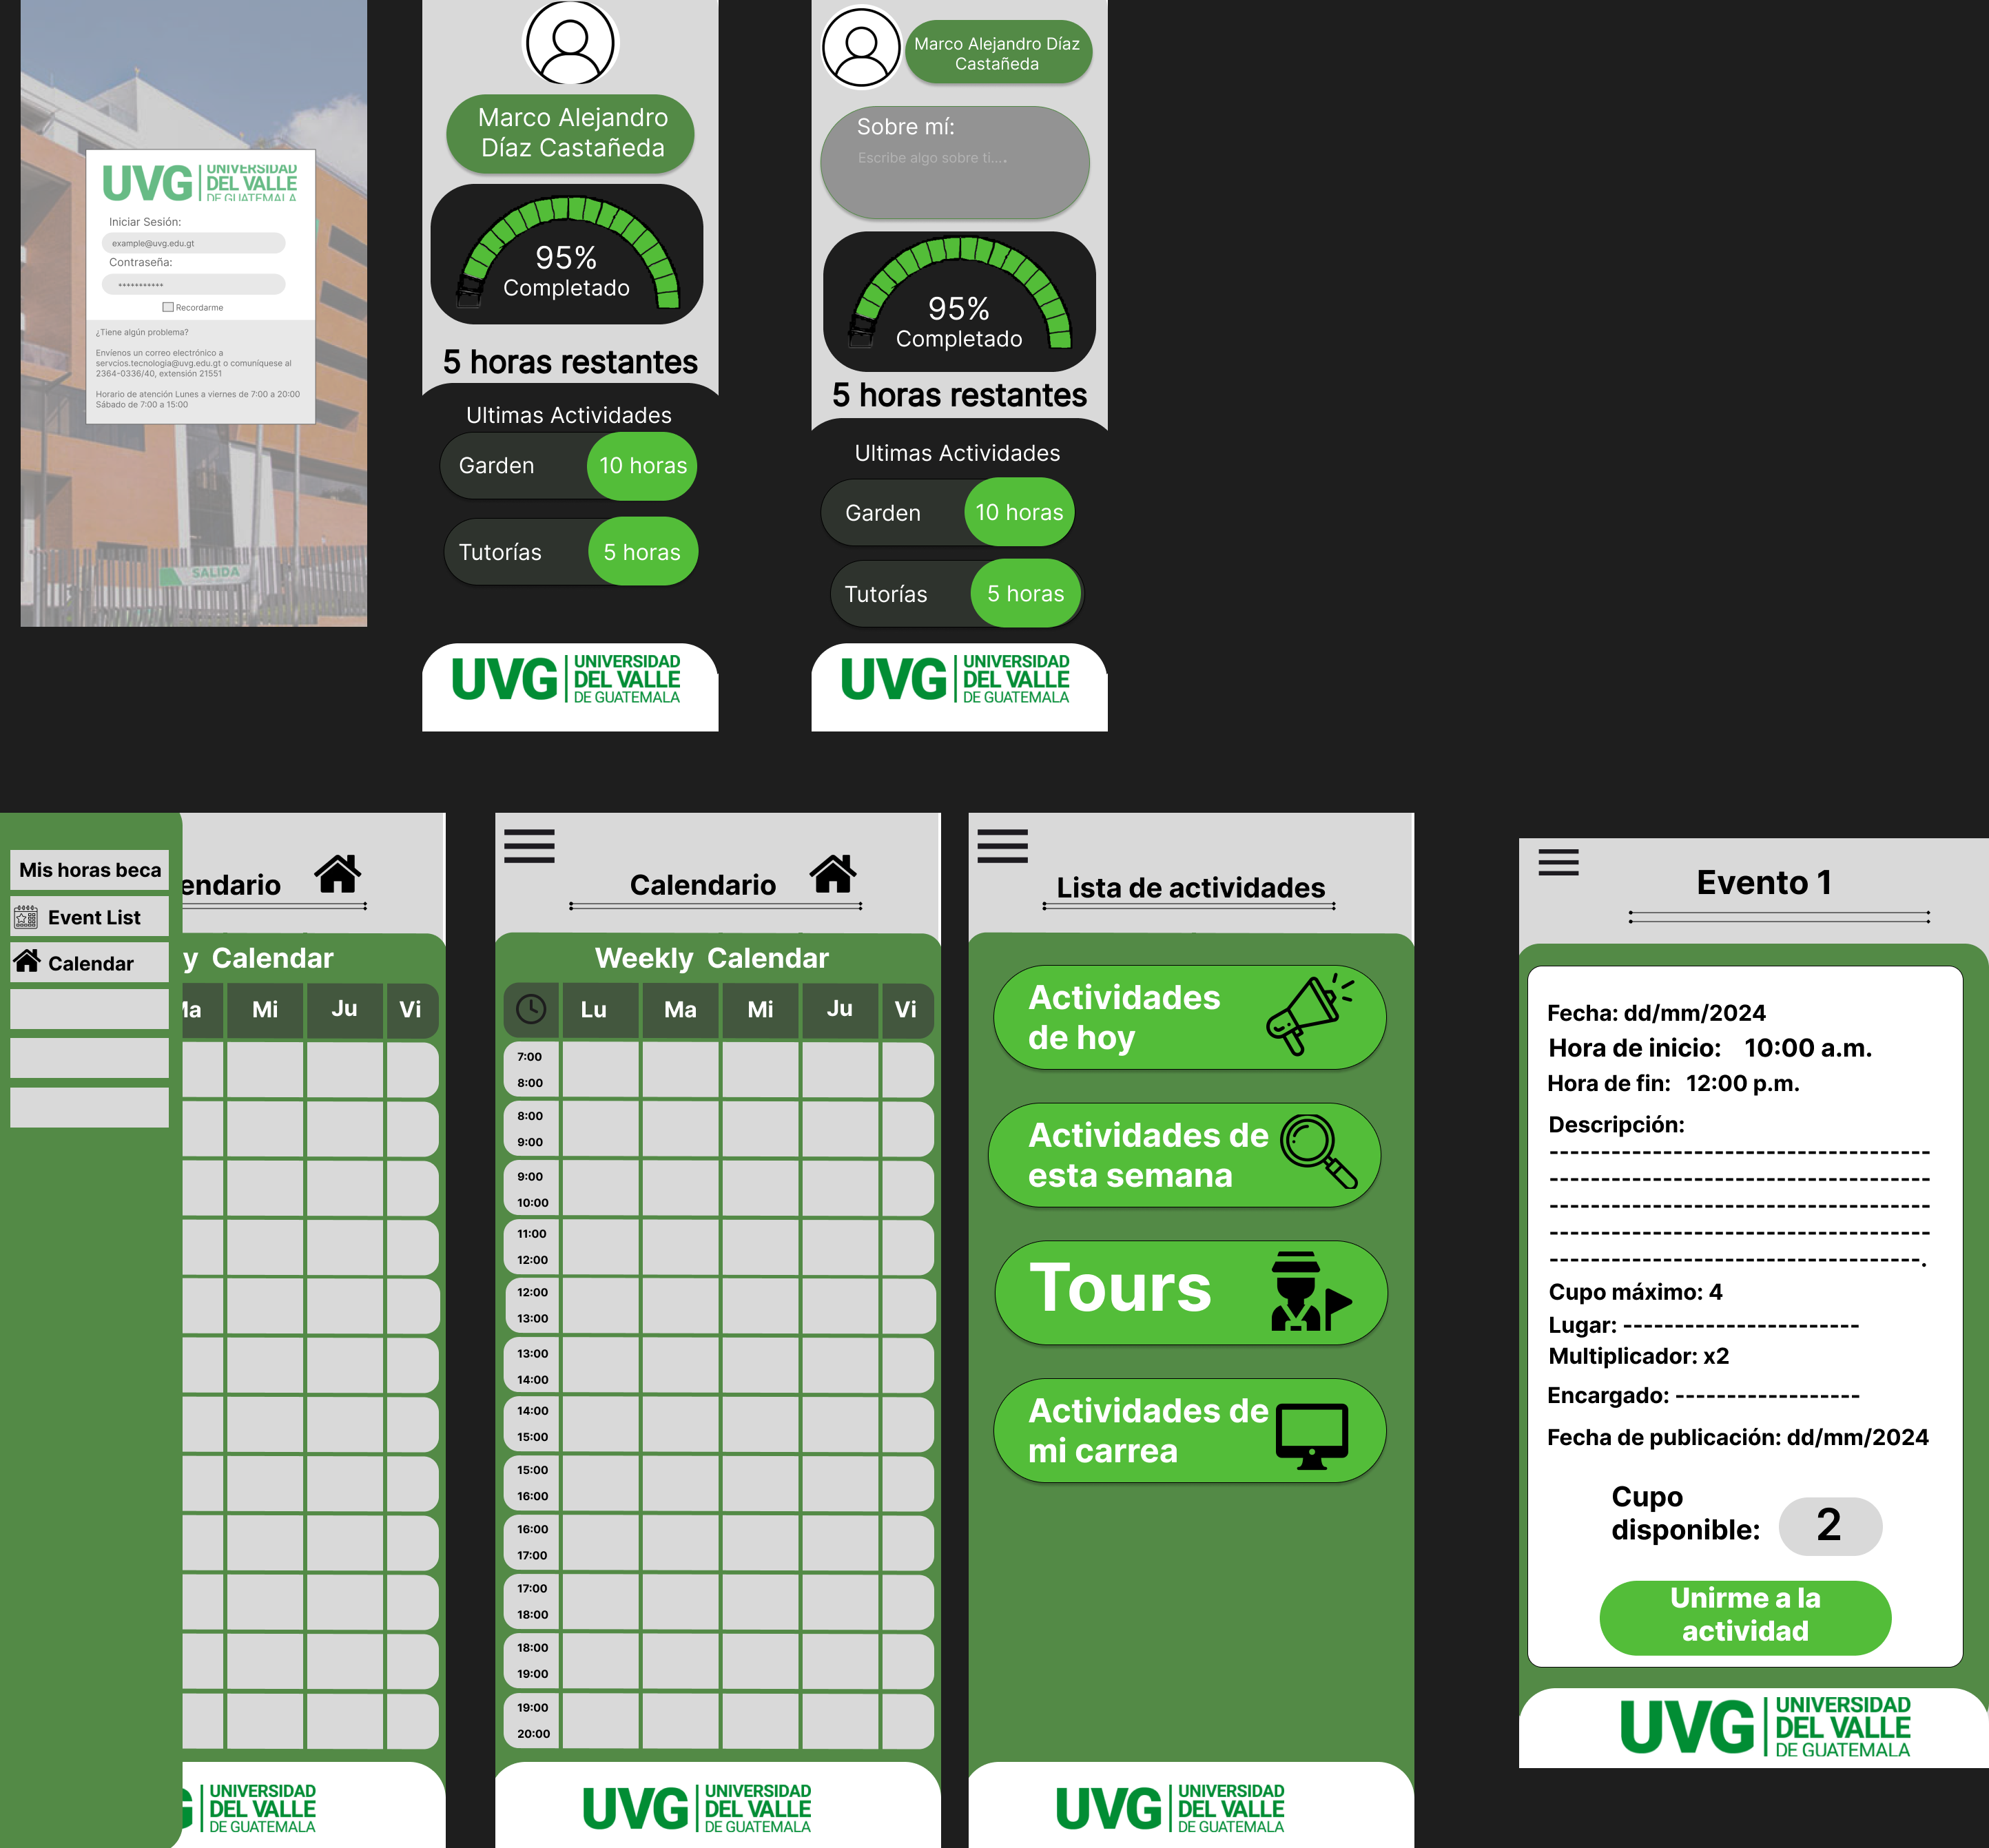 UVG UNIVERSIDAD
DEL VALLE
DE GUATEMALA
Iniciar Sesión:
example@uvg.edu.gt
Contraseña:
***********
Recordarme
¿Tiene algún problema?
Envíenos un correo electrónico a
servcios.tecnologia@uvg.edu.gt o comuníquese al
2364-0336/40, extensión 21551
Horario de atención Lunes a viernes de 7:00 a 20:00
Sábado de 7:00 a 15:00
SALIDA
Marco Alejandro
Díaz Castañeda
95%
Completado
5 horas restantes
Ultimas Actividades
Garden 10 horas
Tutorías 5 horas
UVG UNIVERSIDAD
DEL VALLE
DE GUATEMALA
Marco Alejandro Díaz
Castañeda
Sobre mí:
Escribe algo sobre ti....
95%
Completado
5 horas restantes
Ultimas Actividades
Garden 10 horas
Tutorías 5 horas
UVG UNIVERSIDAD
DEL VALLE
DE GUATEMALA
Mis horas beca
Event List
Calendar
endario
y Calendar
Ma Mi Ju Vi
G UNIVERSIDAD
DEL VALLE
DE GUATEMALA
Calendario
Weekly Calendar
Lu Ma Mi Ju Vi
7:00
8:00
8:00
9:00
9:00
10:00
11:00
12:00
12:00
13:00
13:00
14:00
14:00
15:00
15:00
16:00
16:00
17:00
17:00
18:00
18:00
19:00
19:00
20:00
UVG UNIVERSIDAD
DEL VALLE
DE GUATEMALA
Lista de actividades
Actividades
de hoy
Actividades de
esta semana
Tours
Actividades de
mi carrea
UVG UNIVERSIDAD
DEL VALLE
DE GUATEMALA
Evento 1
Fecha: dd/mm/2024
Hora de inicio: 10:00 a.m.
Hora de fin: 12:00 p.m.
Descripción:
-------------------------------------
-------------------------------------
-------------------------------------
-------------------------------------
------------------------------------.
Cupo máximo: 4
Lugar: -----------------------
Multiplicador: x2
Encargado: ------------------
Fecha de publicación: dd/mm/2024
Cupo
disponible: 2
Unirme a la
actividad
UVG UNIVERSIDAD
DEL VALLE
DE GUATEMALA